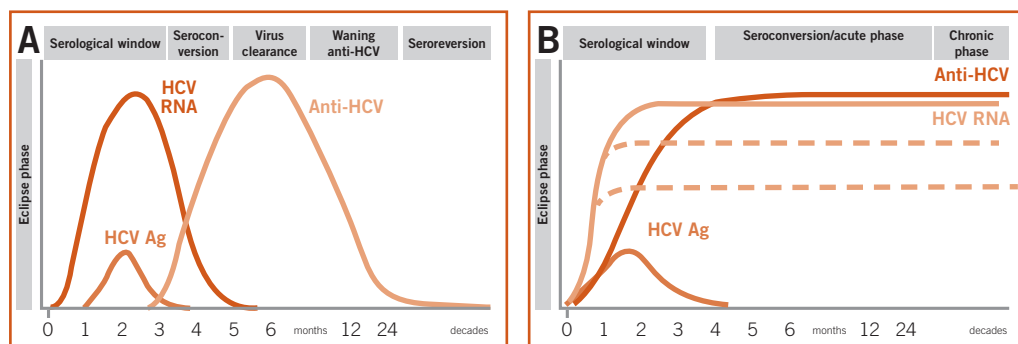 A
Serological window
Serocon-
version
Virus
clearance
Waning
anti-HCV
Seroreversion
Eclipse phase
HCV
RNA
Anti-HCV
HCV Ag
0 1 2 3 4 5 6 months 12 24 decades
B
Serological window
Seroconversion/acute phase
Chronic
phase
Eclipse phase
Anti-HCV
HCV RNA
HCV Ag
0 1 2 3 4 5 6 months 12 24 decades